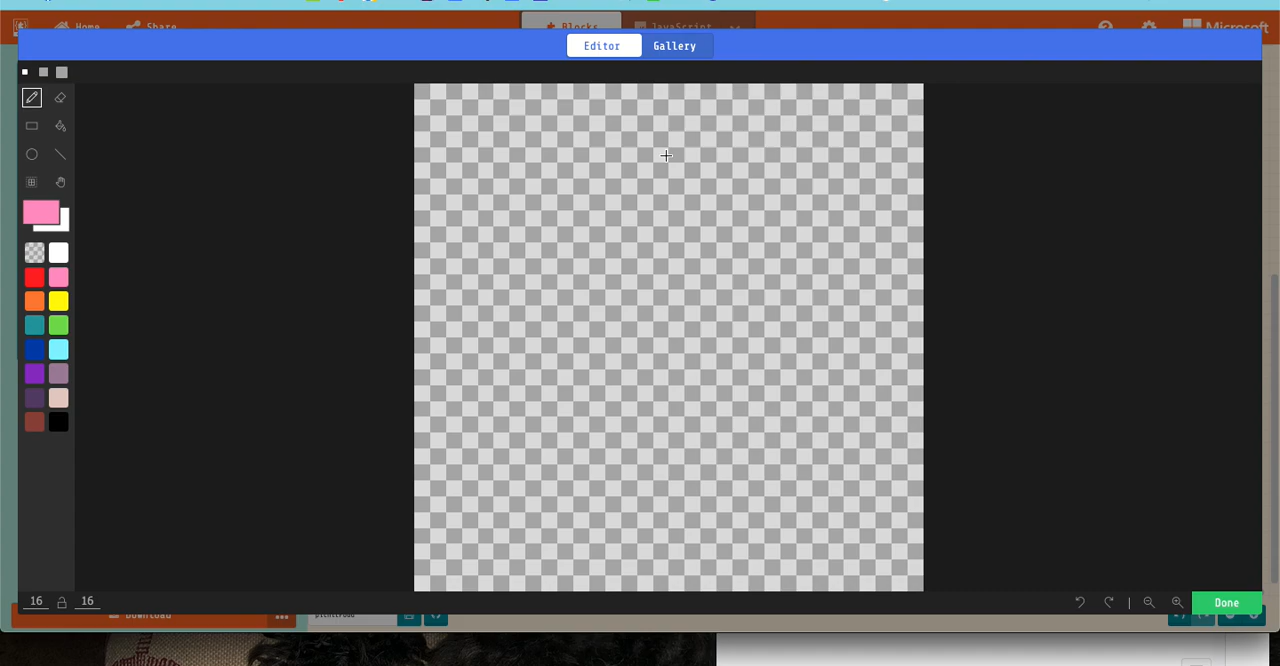 Home
Share
Blocks
JavaScript
Microsoft
Editor
Gallery
16
16
Done
Download